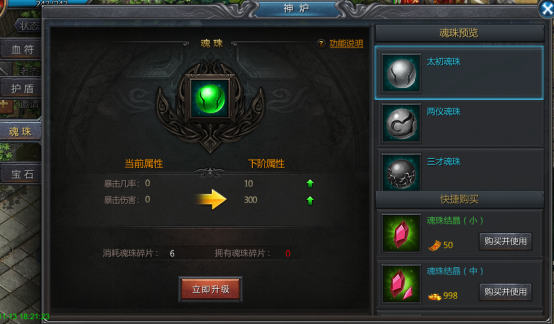 神炉
状态
血符
护盾
魂珠
宝石
魂珠
功能说明
当前属性 下阶属性
暴击几率: 0 10
暴击伤害: 0 300
消耗魂珠碎片: 6 拥有魂珠碎片: 0
立即升级
魂珠预览
太初魂珠
两仪魂珠
三才魂珠
快捷购买
魂珠结晶（小）
50 购买并使用
魂珠结晶（中）
998 购买并使用
18:21:23